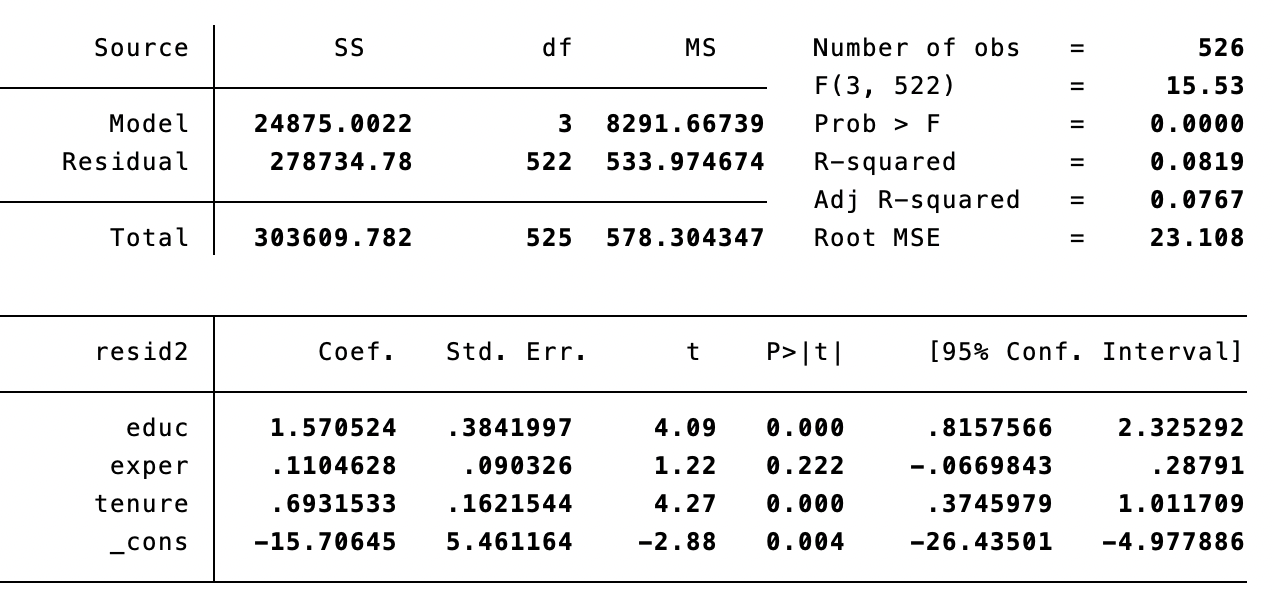 Source SS df MS Number of obs = 526
F(3, 522) = 15.53
Model 24875.0022 3 8291.66739 Prob > F = 0.0000
Residual 278734.78 522 533.974674 R-squared = 0.0819
Adj R-squared = 0.0767
Total 303609.782 525 578.304347 Root MSE = 23.108
resid2 Coef. Std. Err. t P>|t| [95% Conf. Interval]
educ 1.570524 .3841997 4.09 0.000 .8157566 2.325292
exper .1104628 .090326 1.22 0.222 -.0669843 .28791
tenure .6931533 .1621544 4.27 0.000 .3745979 1.011709
_cons -15.70645 5.461164 -2.88 0.004 -26.43501 -4.977886